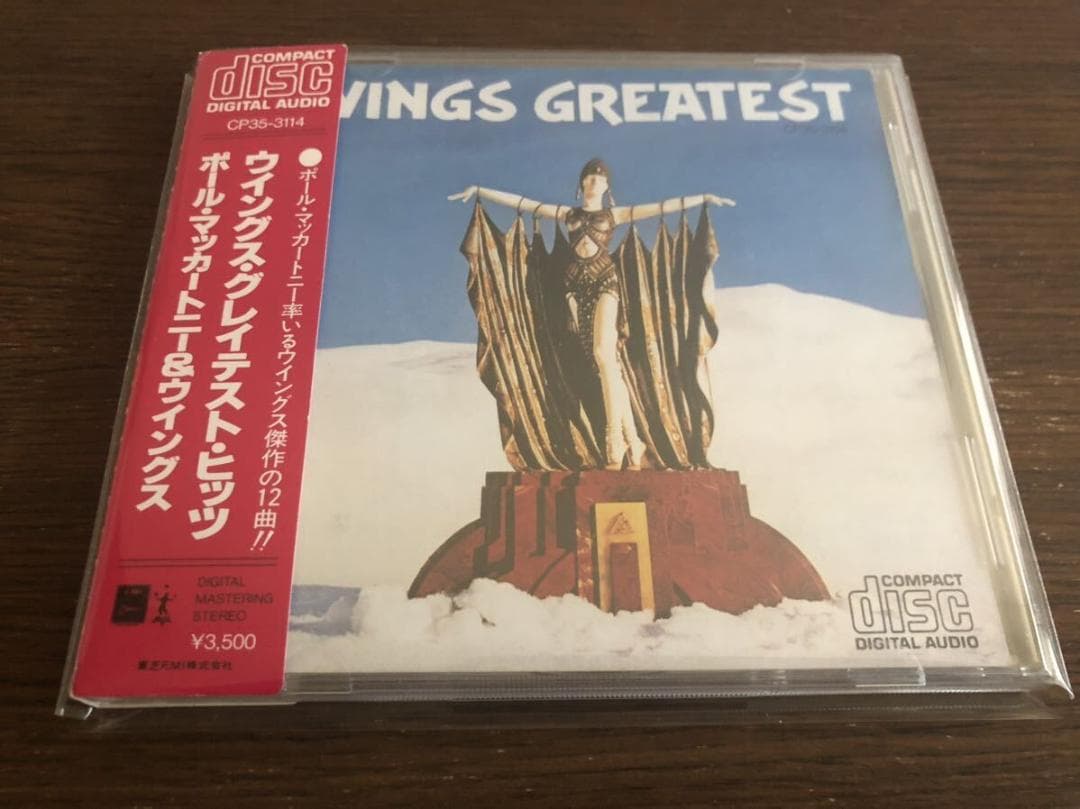 COMPACT
disc
DIGITAL AUDIO
CP35-3114
●ポール・マッカートニー率いるウイングス傑作の12曲!!
ウイングス・グレイテスト・ヒッツ
ポール・マッカートニー&ウイングス
DIGITAL
MASTERING
STEREO
¥3,500
東芝EMI株式会社
WINGS GREATEST
CP35-3114
COMPACT
disc
DIGITAL AUDIO